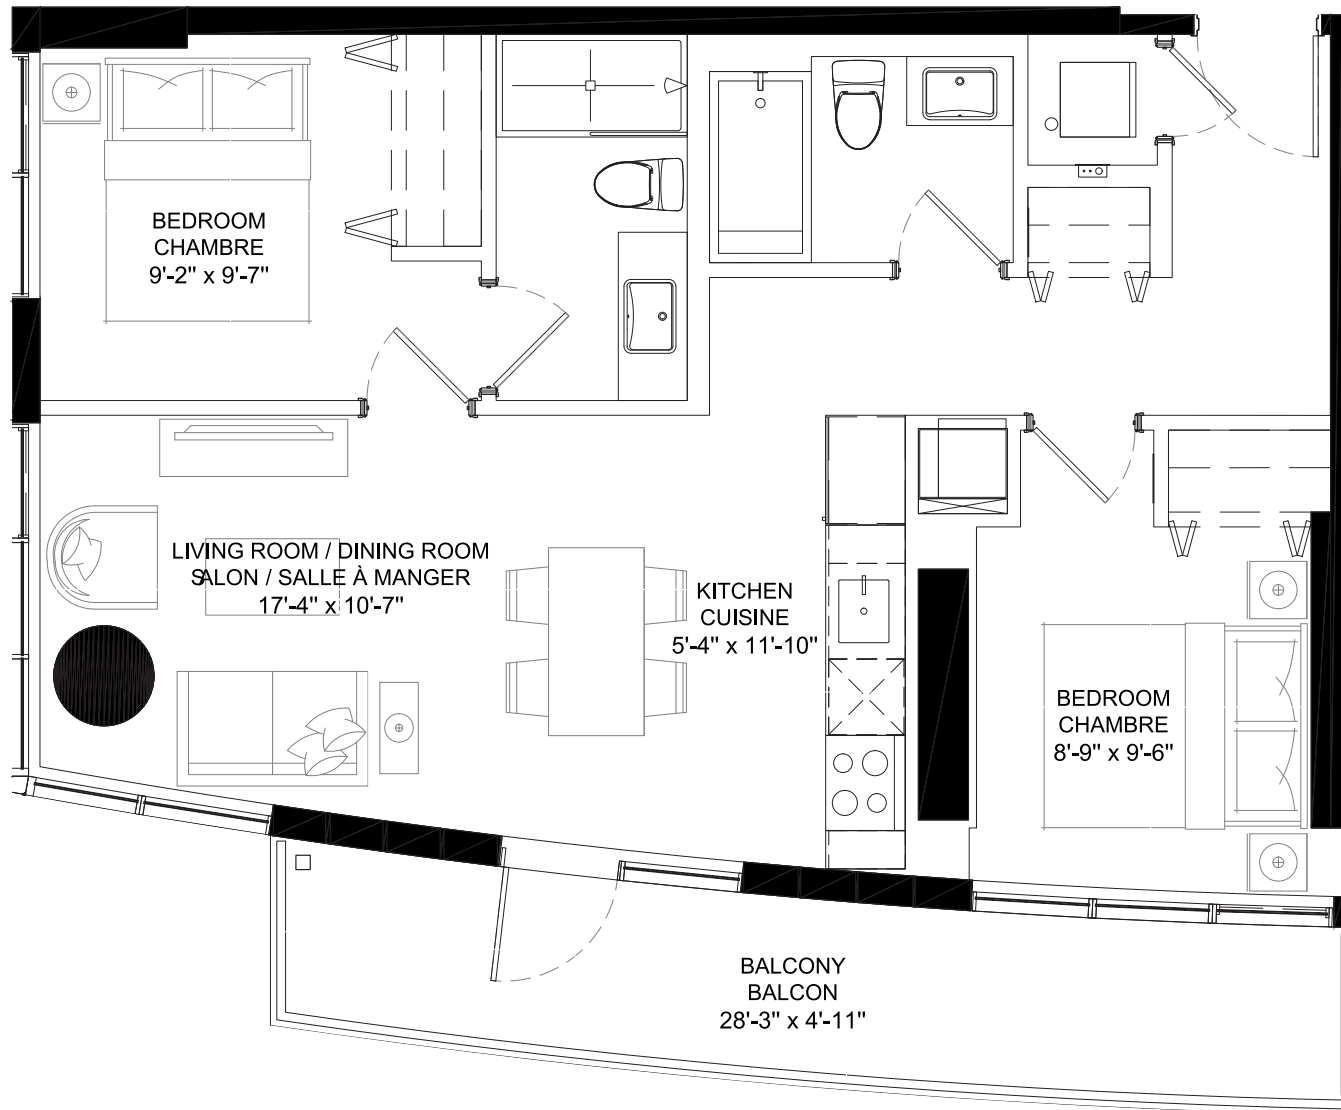 BEDROOM
CHAMBRE
9'-2" x 9'-7"
LIVING ROOM / DINING ROOM
SALON / SALLE À MANGER
17'-4" x 10'-7"
KITCHEN
CUISINE
5'-4" x 11'-10"
BEDROOM
CHAMBRE
8'-9" x 9'-6"
BALCONY
BALCON
28'-3" x 4'-11"